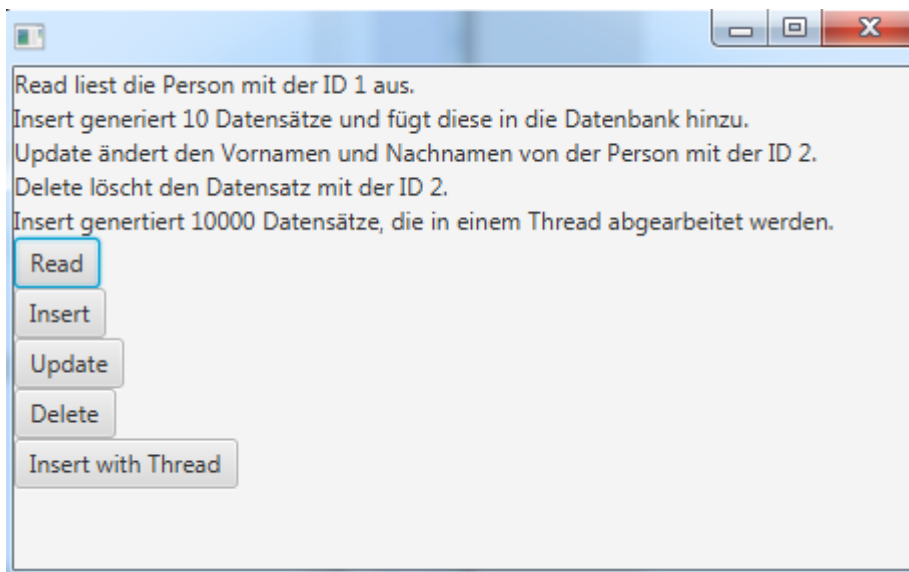 Read liest die Person mit der ID 1 aus.
Insert generiert 10 Datensätze und fügt diese in die Datenbank hinzu.
Update ändert den Vornamen und Nachnamen von der Person mit der ID 2.
Delete löscht den Datensatz mit der ID 2.
Insert genertiert 10000 Datensätze, die in einem Thread abgearbeitet werden.
Read
Insert
Update
Delete
Insert with Thread